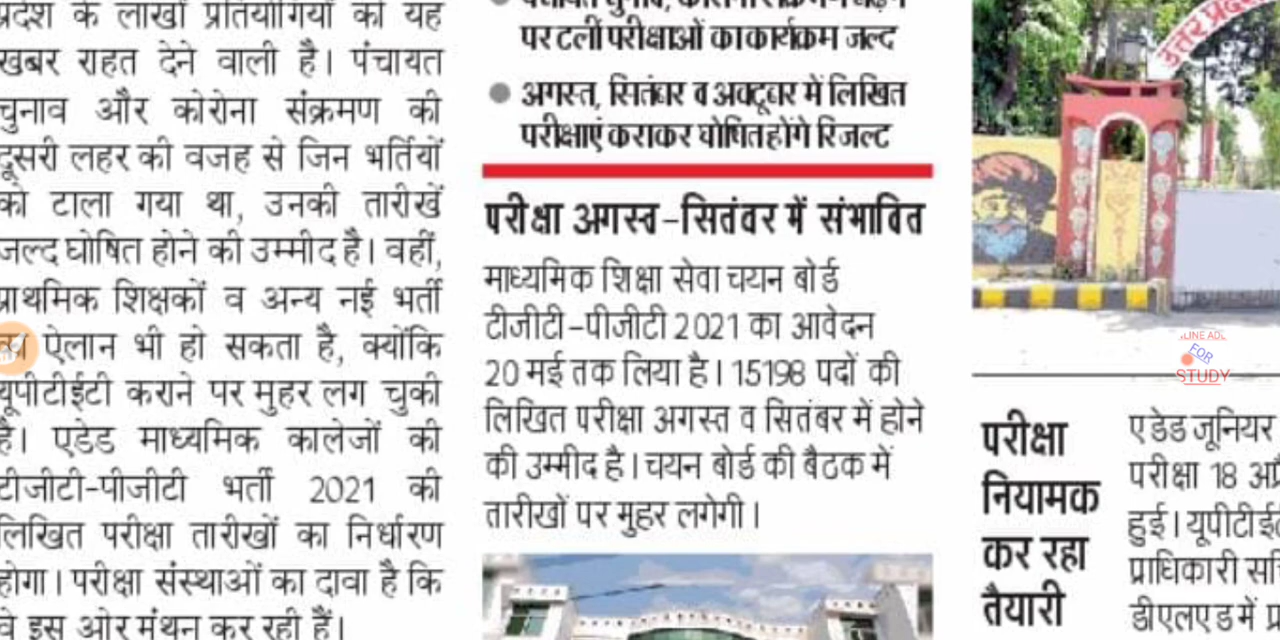 प्रदेश के लाखों प्रतियोगियों को यह
खबर राहत देने वाली है। पंचायत
चुनाव और कोरोना संक्रमण की
दूसरी लहर की वजह से जिन भर्तियों
को टाला गया था, उनकी तारीखें
जल्द घोषित होने की उम्मीद है। वहीं,
प्राथमिक शिक्षकों व अन्य नई भर्ती
ऐलान भी हो सकता है, क्योंकि
यूपीटीईटी कराने पर मुहर लग चुकी
है। एडेड माध्यमिक कालेजों की
टीजीटी-पीजीटी भर्ती 2021 की
लिखित परीक्षा तारीखों का निर्धारण
होगा। परीक्षा संस्थाओं का दावा है कि
वे इस ओर मंथन कर रही हैं।
पर टलीं परीक्षाओं का कार्यक्रम जल्द
अगस्त, सितंबर व अक्टूबर में लिखित
परीक्षाएं कराकर घोषित होंगे रिजल्ट
परीक्षा अगस्त-सितंबर में संभावित
माध्यमिक शिक्षा सेवा चयन बोर्ड
टीजीटी-पीजीटी 2021 का आवेदन
20 मई तक लिया है। 15198 पदों की
लिखित परीक्षा अगस्त व सितंबर में होने
की उम्मीद है। चयन बोर्ड की बैठक में
तारीखों पर मुहर लगेगी।
उत्तर प्रदेश
FOR
STUDY
परीक्षा
नियामक
कर रहा
तैयारी
एडेड जूनियर
परीक्षा 18
हुई। यूपीटीई
प्राधिकारी
डीएलएड में